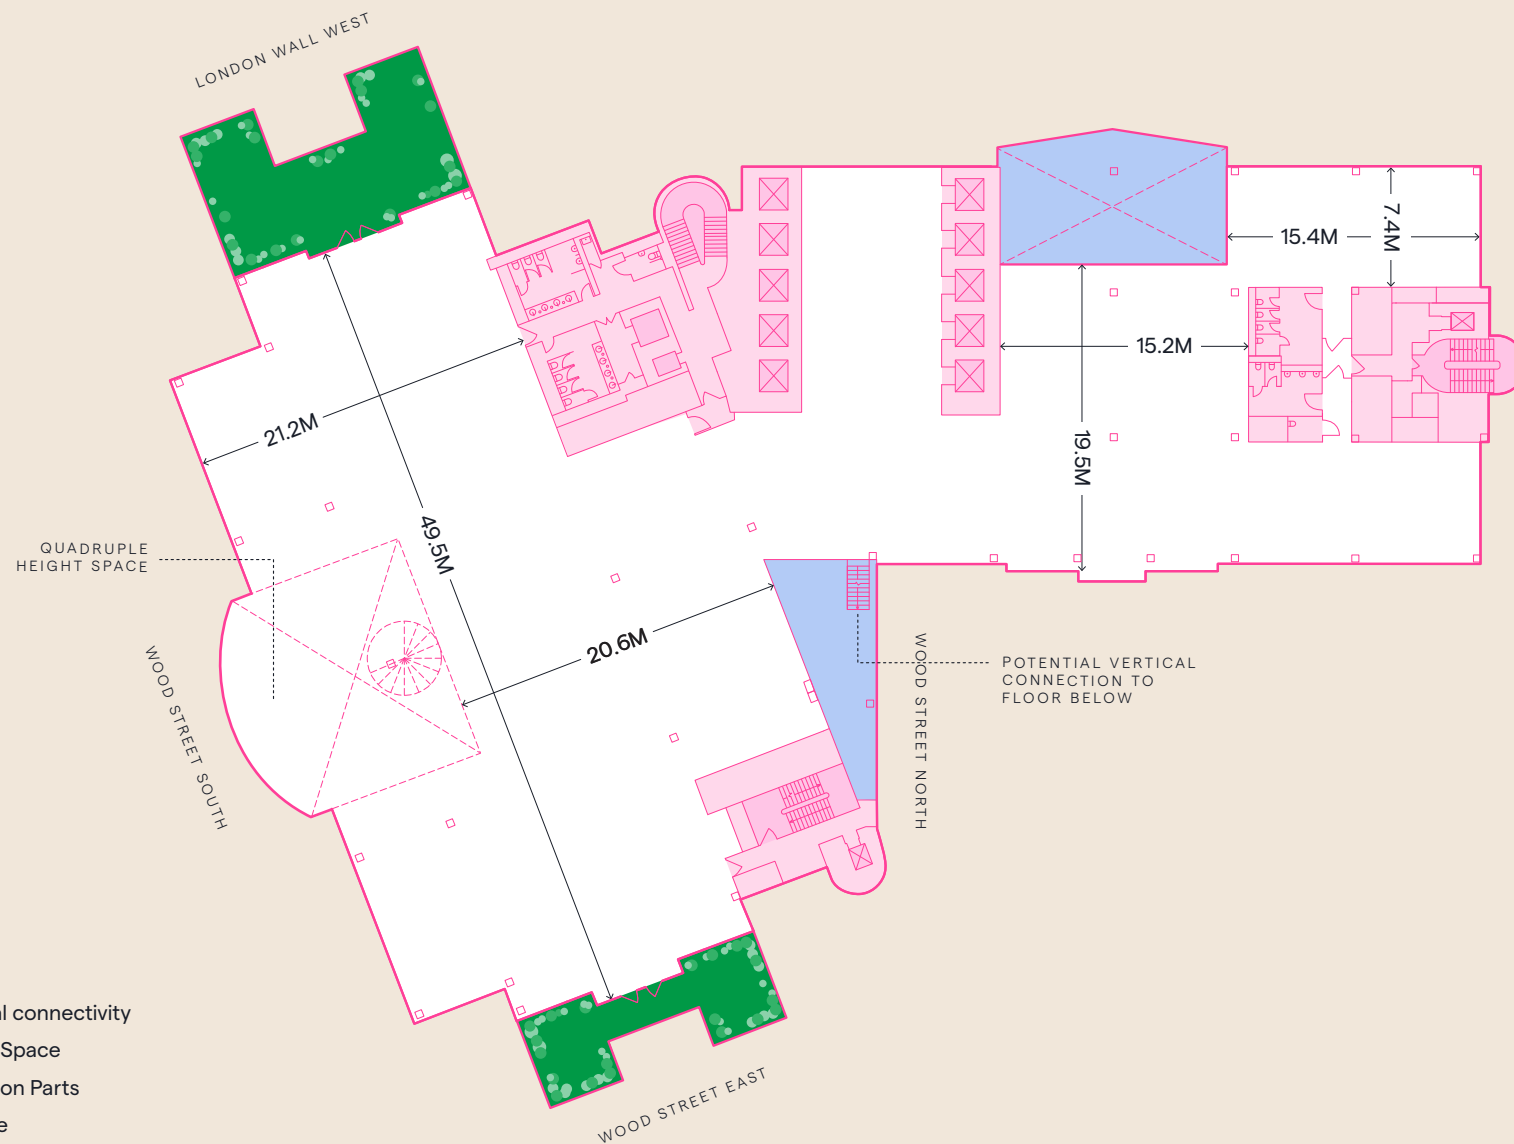 LONDON WALL WEST
7.4M
15.4M
15.2M
21.2M
19.5M
49.5M
QUADRUPLE
HEIGHT SPACE
20.6M
WOOD STREET SOUTH
WOOD STREET NORTH
POTENTIAL VERTICAL
CONNECTION TO
FLOOR BELOW
connectivity
Space
Parts
WOOD STREET EAST